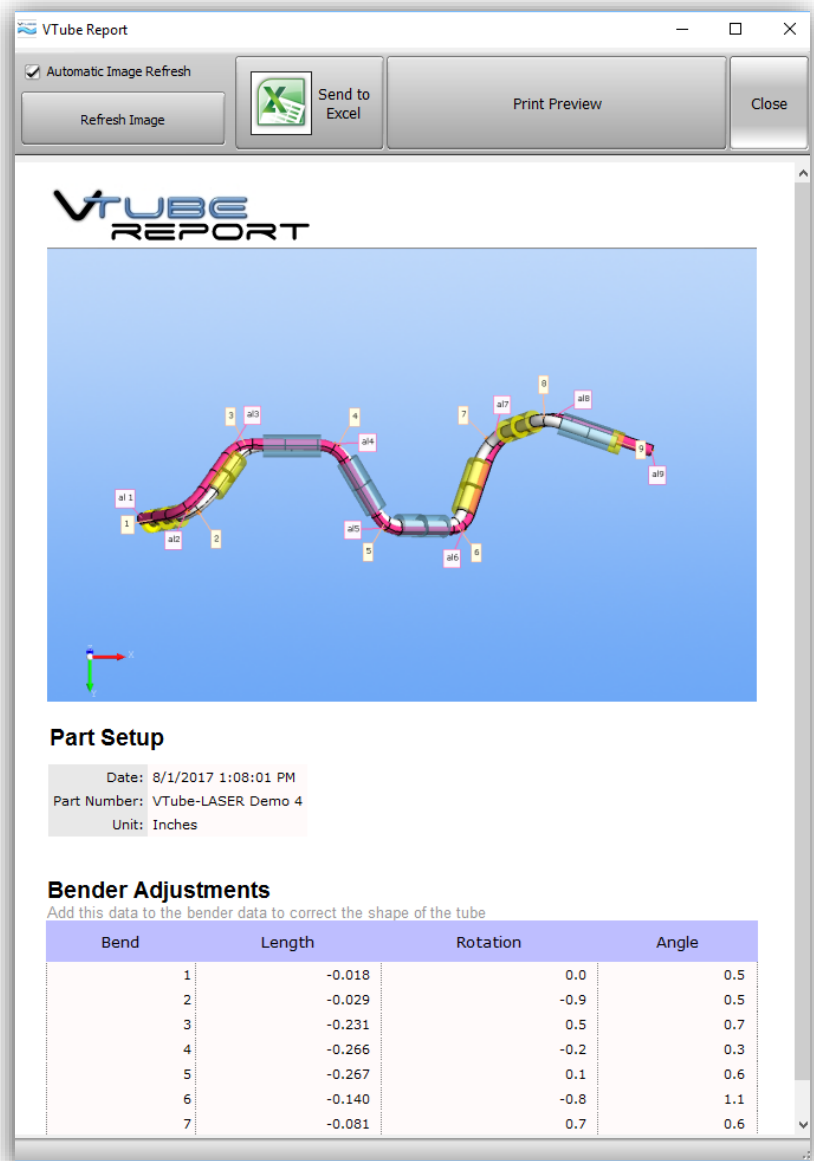 VTube Report
Automatic Image Refresh
Refresh Image
Send to
Excel
Print Preview
Close
VTUBE
REPORT
8
7
al7
al8
3
al3
4
al4
9
al9
al 1
1
al2
2
al5
5
al6
6
X
Y
Part Setup
Date: 8/1/2017 1:08:01 PM
Part Number: VTube-LASER Demo 4
Unit: Inches
Bender Adjustments
Add this data to the bender data to correct the shape of the tube
Bend Length Rotation Angle
1 -0.018 0.0 0.5
2 -0.029 -0.9 0.5
3 -0.231 0.5 0.7
4 -0.266 -0.2 0.3
5 -0.267 0.1 0.6
6 -0.140 -0.8 1.1
7 -0.081 0.7 0.6